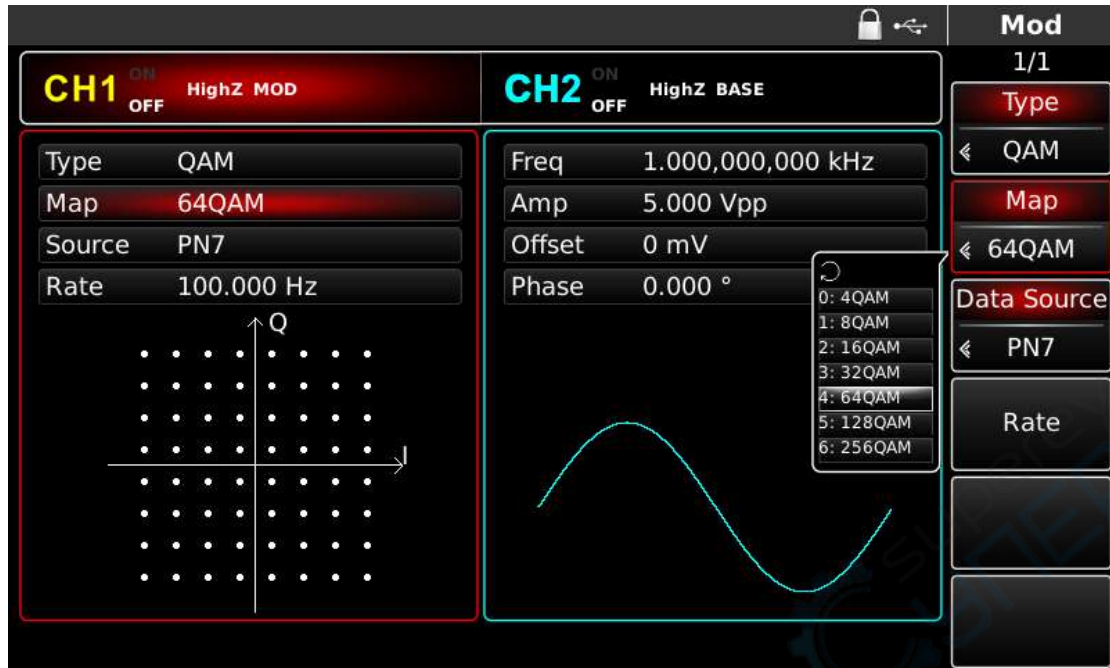 Mod
1/1
CH1 ON OFF HighZ MOD
CH2 ON OFF HighZ BASE
Type QAM
Map 64QAM
Source PN7
Rate 100.000 Hz
Q
I
Freq 1.000,000,000 kHz
Amp 5.000 Vpp
Offset 0 mV
Phase 0.000 °
0: 4QAM
1: 8QAM
2: 16QAM
3: 32QAM
4: 64QAM
5: 128QAM
6: 256QAM
Type
QAM
Map
64QAM
Data Source
PN7
Rate